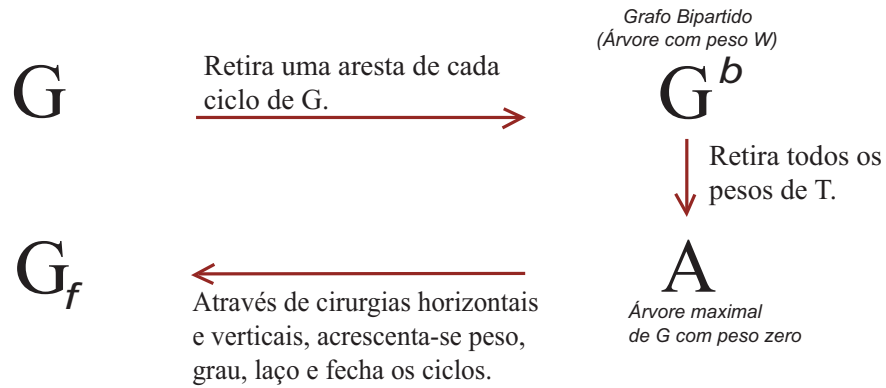 Grafo Bipartido
(Árvore com peso W)
G
Retira uma aresta de cada
ciclo de G.
G^b
Retira todos os
pesos de T.
G_f
A
Através de cirurgias horizontais
e verticais, acrescenta-se peso,
grau, laço e fecha os ciclos.
Árvore maximal
de G com peso zero